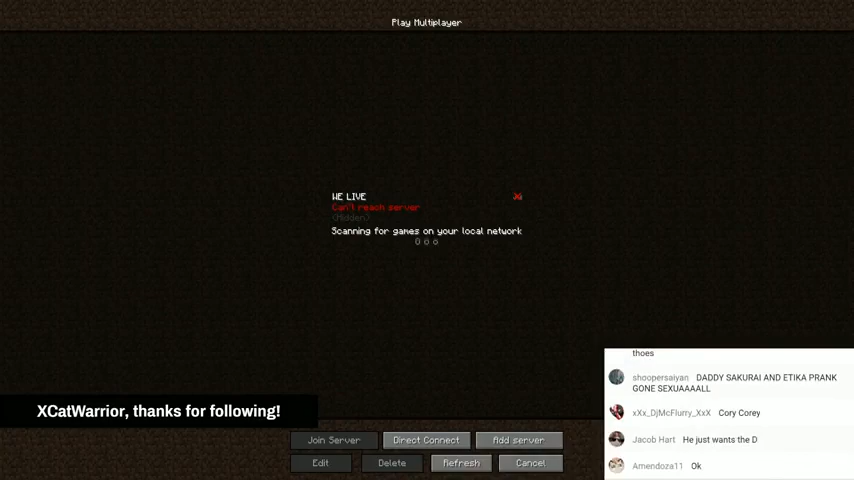 Play Multiplayer
WE LIVE
Can't reach server
(Hidden)
Scanning for games on your local network
O o o
thoes
shoopersaiyan DADDY SAKURAI AND ETIKA PRANK
GONE SEXUAAAALL
XCatWarrior, thanks for following!
xXx_DjMcFlurry_XxX Cory Corey
Join Server
Direct Connect
Add server
Jacob Hart He just wants the D
Edit
Delete
Refresh
Cancel
Amendoza11 Ok